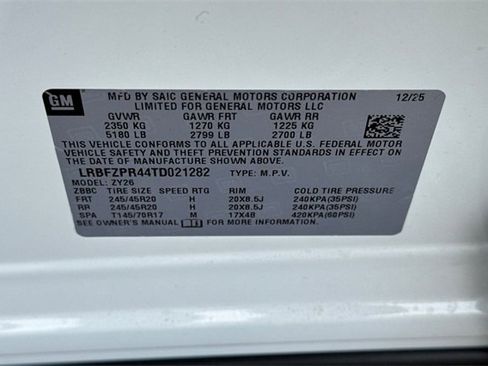 GM
MFD BY SAIC GENERAL MOTORS CORPORATION 12/25
LIMITED FOR GENERAL MOTORS LLC
GVWR GAWR FRT GAWR RR
2350 KG 1270 KG 1225 KG
5180 LB 2799 LB 2700 LB
THIS VEHICLE CONFORMS TO ALL APPLICABLE U.S. FEDERAL MOTOR
VEHICLE SAFETY AND THEFT PREVENTION STANDARDS IN EFFECT ON
THE DATE OF MANUFACTURE SHOWN ABOVE.
LRBFZPR44TD021282 TYPE: M.P.V.
MODEL: ZY26
ZBBC TIRE SIZE SPEED RTG RIM COLD TIRE PRESSURE
FRT 245/45R20 H 20X8.5J 240KPA(35PSI)
RR 245/45R20 H 20X8.5J 240KPA(35PSI)
SPA T145/70R17 M 17X4B 420KPA(60PSI)
SEE OWNER'S MANUAL FOR MORE INFORMATION.